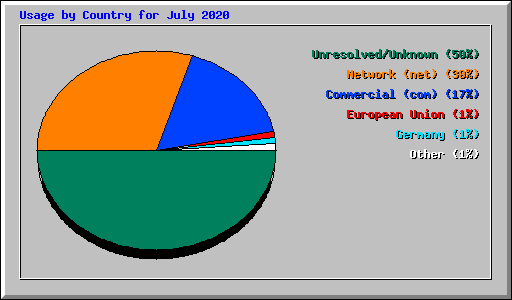 Usage by Country for July 2020
Unresolved/Unknown (50%)
Network (net) (30%)
Commercial (com) (17%)
European Union (1%)
Germany (1%)
Other (1%)